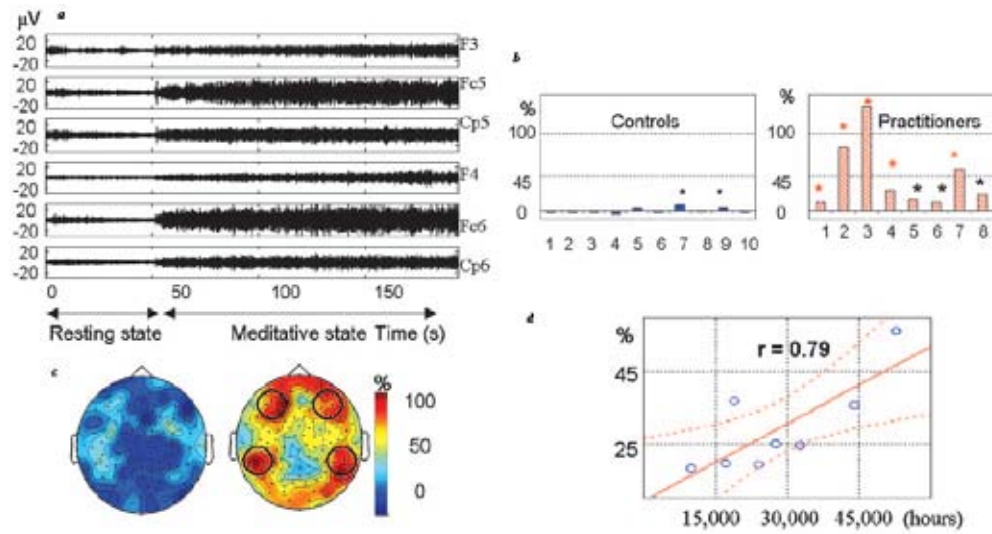 µV a
20
-20
F3
20
-20
Fc5
20
-20
Cp5
20
-20
F4
20
-20
Fc6
20
-20
Cp6
0 50 100 150
Resting state Meditative state Time (s)
b
%
Controls
100
45
0
* *
1 2 3 4 5 6 7 8 9 10
%
Practitioners
100
45
0
* * * * * * * *
1 2 3 4 5 6 7 8
c
%
100
50
0
d
%
r = 0.79
45
25
15,000 30,000 45,000 (hours)